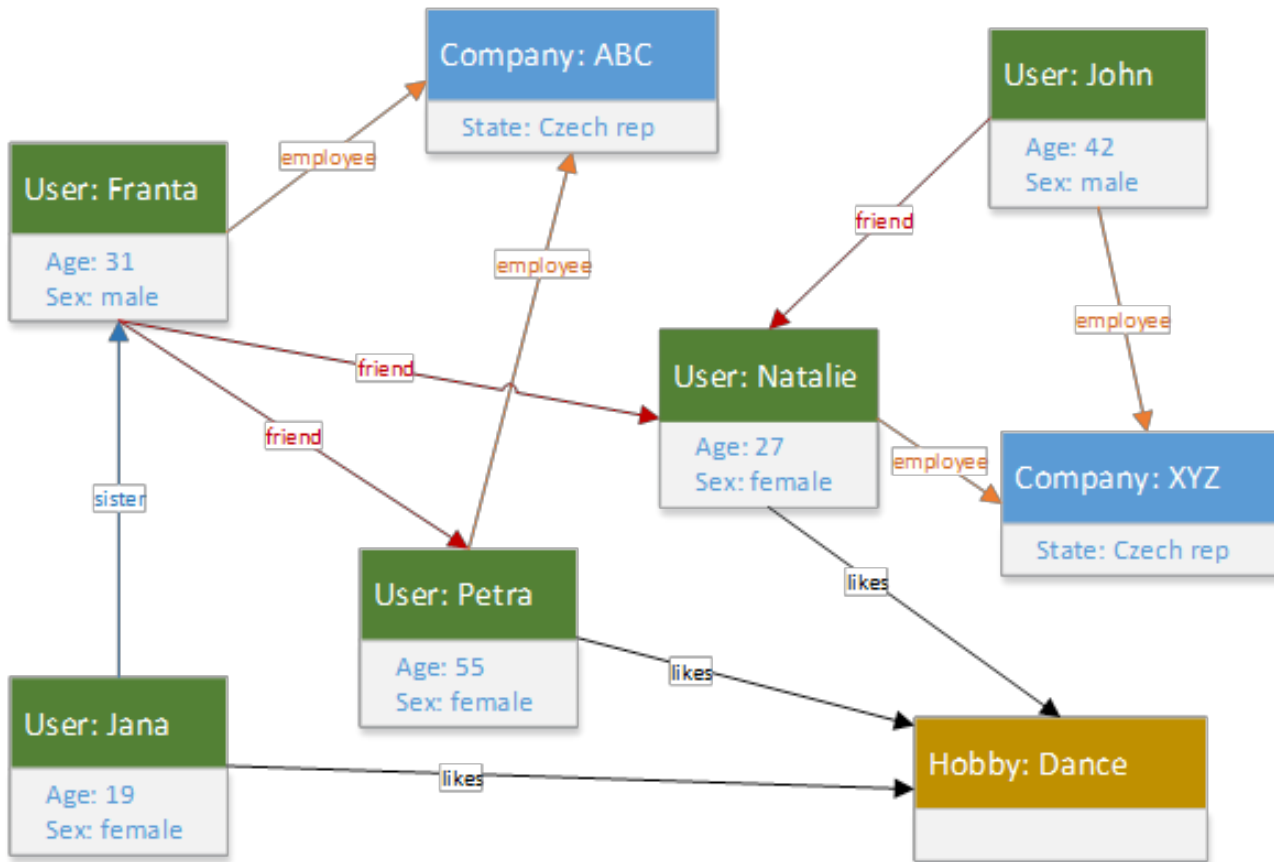 Company: ABC
State: Czech rep
User: John
Age: 42
Sex: male
employee
User: Franta
Age: 31
Sex: male
friend
employee
employee
User: Natalie
Age: 27
Sex: female
friend
friend
employee
Company: XYZ
State: Czech rep
sister
User: Petra
Age: 55
Sex: female
likes
likes
User: Jana
Age: 19
Sex: female
likes
Hobby: Dance